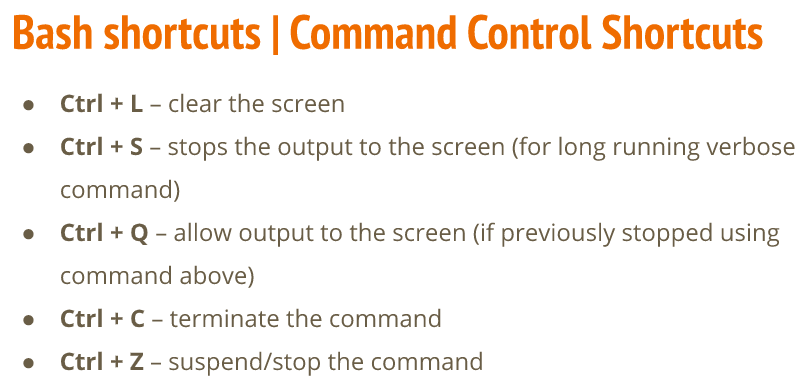 Bash shortcuts | Command Control Shortcuts
● Ctrl + L – clear the screen
● Ctrl + S – stops the output to the screen (for long running verbose
command)
● Ctrl + Q – allow output to the screen (if previously stopped using
command above)
● Ctrl + C – terminate the command
● Ctrl + Z – suspend/stop the command